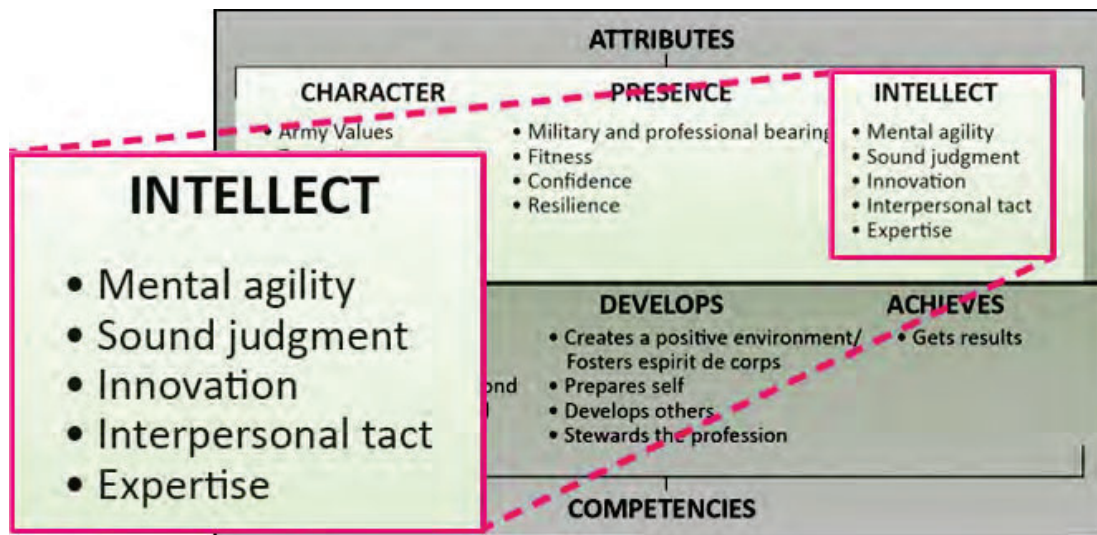 ATTRIBUTES
CHARACTER
• Army Values
PRESENCE
• Military and professional bearing
• Fitness
• Confidence
• Resilience
INTELLECT
• Mental agility
• Sound judgment
• Innovation
• Interpersonal tact
• Expertise
INTELLECT
• Mental agility
• Sound judgment
• Innovation
• Interpersonal tact
• Expertise
DEVELOPS
• Creates a positive environment/
Fosters espirit de corps
• Prepares self
• Develops others
• Stewards the profession
ACHIEVES
• Gets results
COMPETENCIES